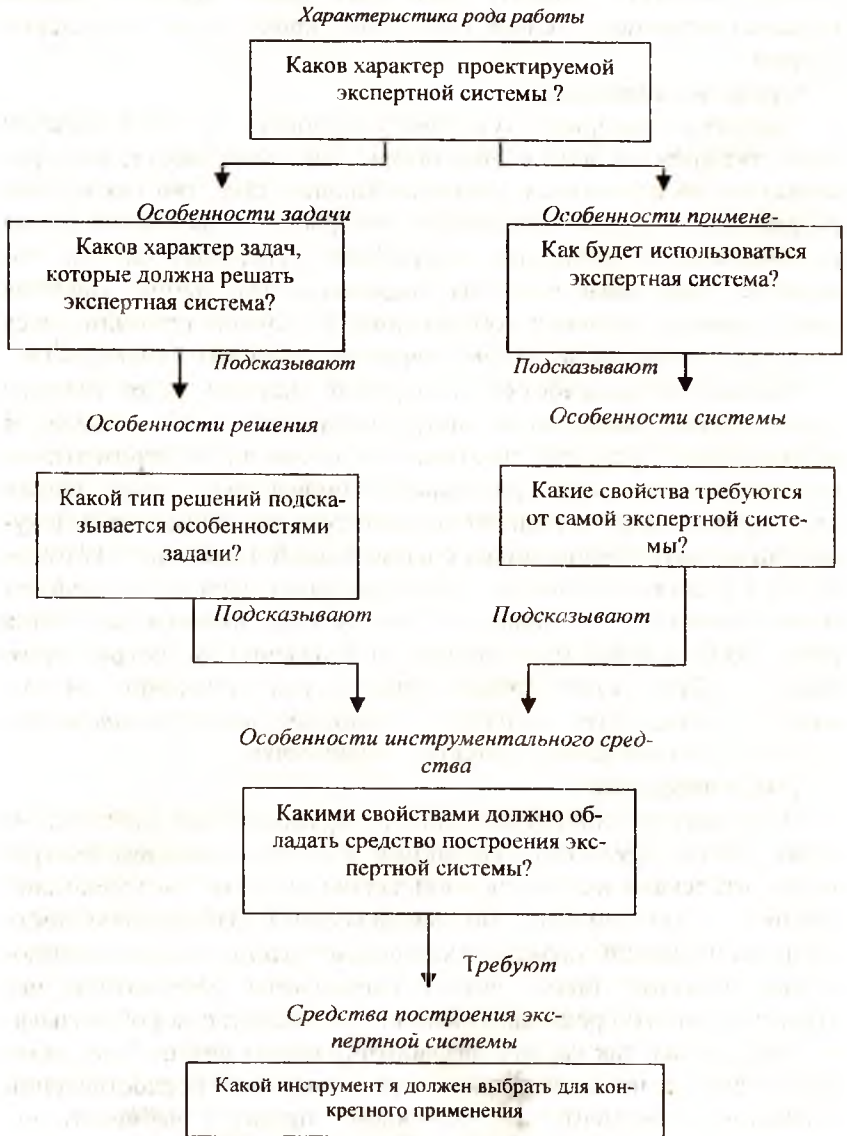 Характеристика рода работы
Каков характер проектируемой
экспертной системы ?
Особенности задачи
Каков характер задач,
которые должна решать
экспертная система?
Особенности примене-
Как будет использоваться
экспертная система?
Подсказывают
Подсказывают
Особенности решения
Особенности системы
Какой тип решений подска-
зывается особенностями
задачи?
Какие свойства требуются
от самой экспертной систе-
мы?
Подсказывают
Подсказывают
Особенности инструментального сред-
ства
Какими свойствами должно об-
ладать средство построения экс-
пертной системы?
Требуют
Средства построения экс-
пертной системы
Какой инструмент я должен выбрать для кон-
кретного применения